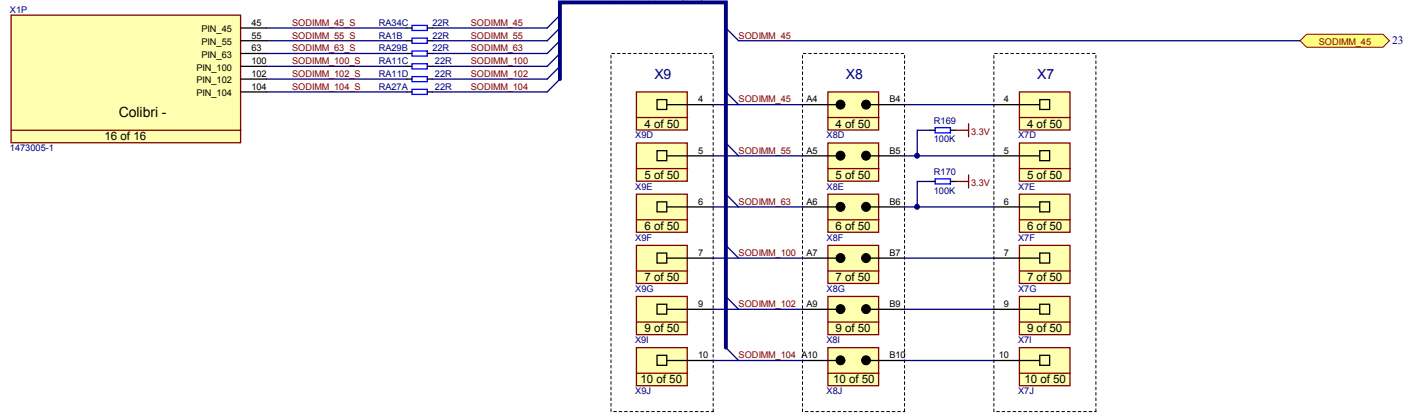 X1P
PIN_45 45 SODIMM_45_S RA34C 22R SODIMM_45
PIN_55 55 SODIMM_55_S RA1B 22R SODIMM_55
PIN_63 63 SODIMM_63_S RA29B 22R SODIMM_63
PIN_100 100 SODIMM_100_S RA11C 22R SODIMM_100
PIN_102 102 SODIMM_102_S RA11D 22R SODIMM_102
PIN_104 104 SODIMM_104_S RA27A 22R SODIMM_104
Colibri -
16 of 16
1473005-1
SODIMM_45 SODIMM_45 23
X9 X8 X7
4 SODIMM_45 A4 B4 4
4 of 50 4 of 50 4 of 50
X9D X8D X7D
R169
100K 3.3V
5 SODIMM_55 A5 B5 5
5 of 50 5 of 50 5 of 50
X9E X8E X7E
R170
100K 3.3V
6 SODIMM_63 A6 B6 6
6 of 50 6 of 50 6 of 50
X9F X8F X7F
7 SODIMM_100 A7 B7 7
7 of 50 7 of 50 7 of 50
X9G X8G X7G
9 SODIMM_102 A9 B9 9
9 of 50 9 of 50 9 of 50
X9I X8I X7I
10 SODIMM_104 A10 B10 10
10 of 50 10 of 50 10 of 50
X9J X8J X7J